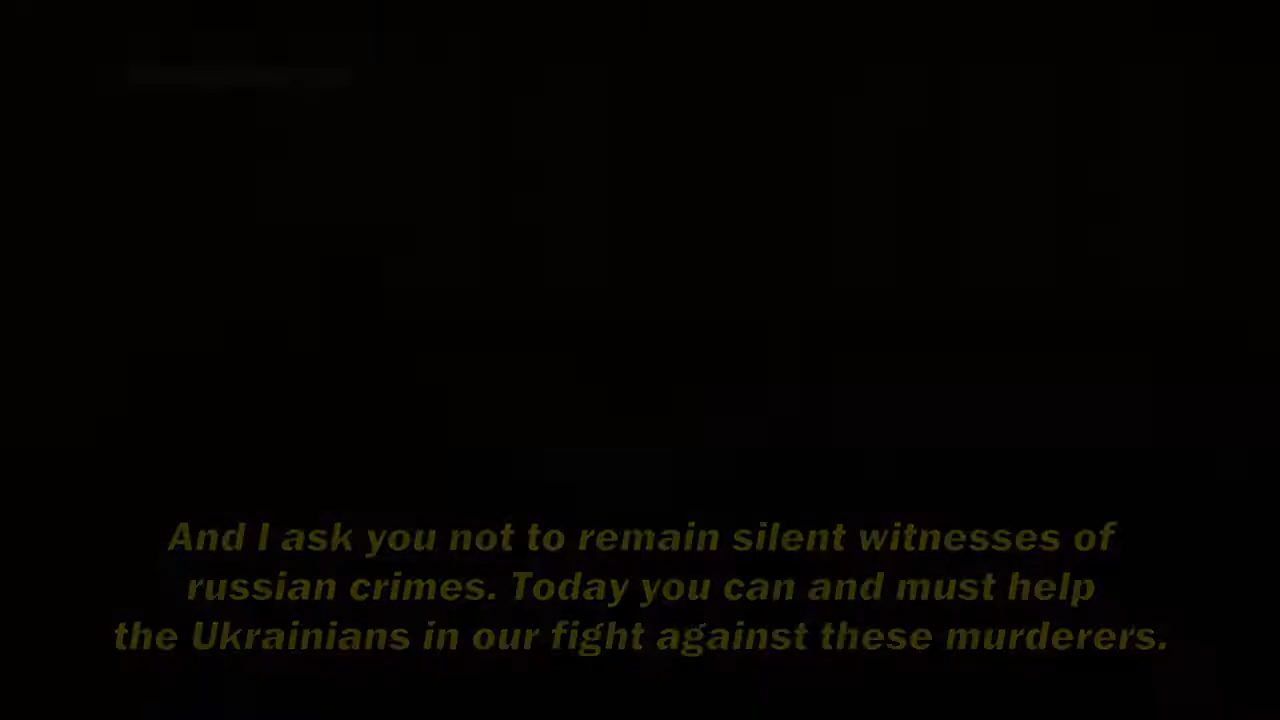 And I ask you not to remain silent witnesses of
russian crimes. Today you can and must help
the Ukrainians in our fight against these murderers.